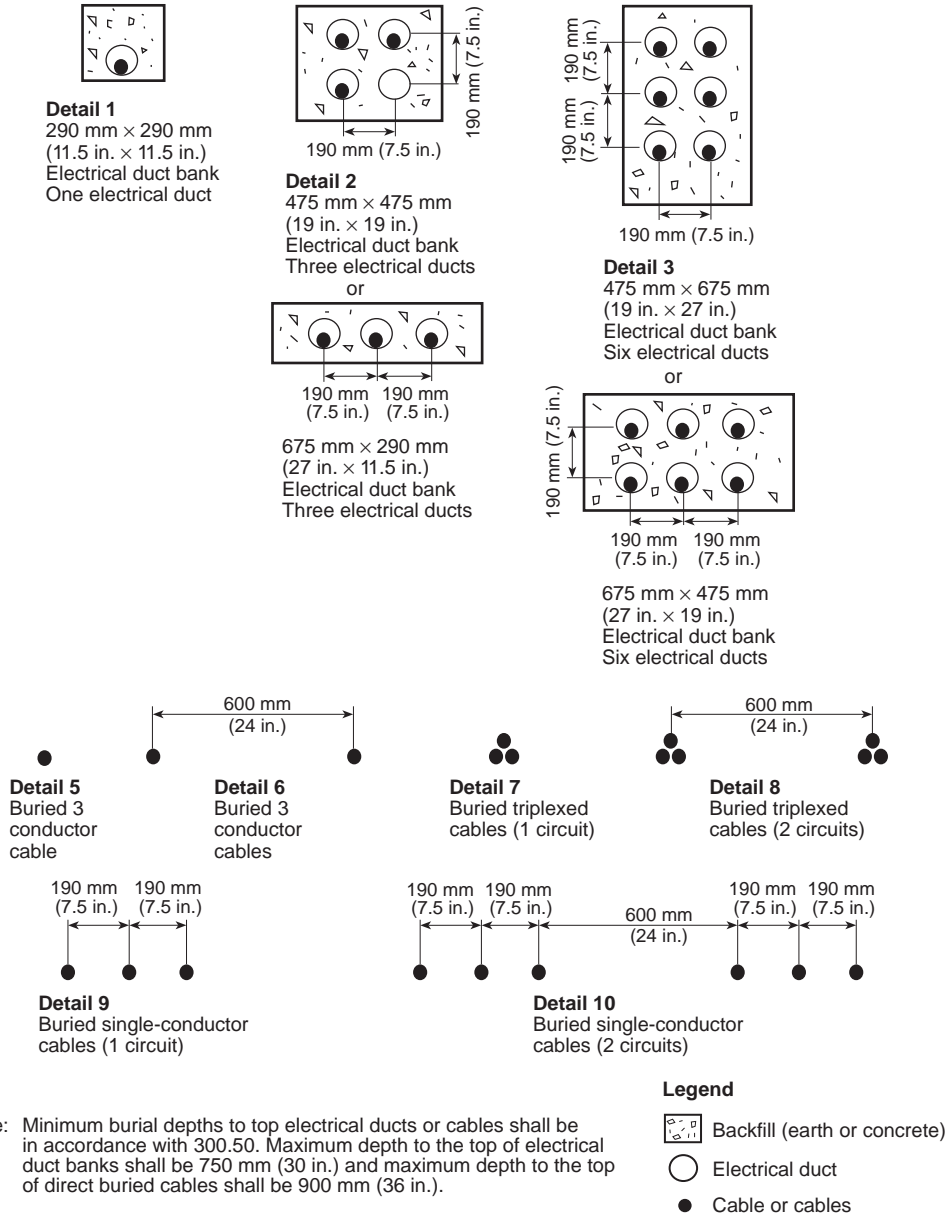 Detail 1
290 mm × 290 mm
(11.5 in. × 11.5 in.)
Electrical duct bank
One electrical duct
190 mm (7.5 in.)
190 mm
(7.5 in.)
Detail 2
475 mm × 475 mm
(19 in. × 19 in.)
Electrical duct bank
Three electrical ducts
or
190 mm
(7.5 in.)
190 mm
(7.5 in.)
675 mm × 290 mm
(27 in. × 11.5 in.)
Electrical duct bank
Three electrical ducts
190 mm
(7.5 in.)
190 mm
(7.5 in.)
190 mm (7.5 in.)
Detail 3
475 mm × 675 mm
(19 in. × 27 in.)
Electrical duct bank
Six electrical ducts
or
190 mm (7.5 in.)
190 mm
(7.5 in.)
190 mm
(7.5 in.)
675 mm × 475 mm
(27 in. × 19 in.)
Electrical duct bank
Six electrical ducts
Detail 5
Buried 3
conductor
cable
600 mm
(24 in.)
Detail 6
Buried 3
conductor
cables
Detail 7
Buried triplexed
cables (1 circuit)
600 mm
(24 in.)
Detail 8
Buried triplexed
cables (2 circuits)
190 mm
(7.5 in.)
190 mm
(7.5 in.)
Detail 9
Buried single-conductor
cables (1 circuit)
190 mm
(7.5 in.)
190 mm
(7.5 in.)
600 mm
(24 in.)
190 mm
(7.5 in.)
190 mm
(7.5 in.)
Detail 10
Buried single-conductor
cables (2 circuits)
e: Minimum burial depths to top electrical ducts or cables shall be
in accordance with 300.50. Maximum depth to the top of electrical
duct banks shall be 750 mm (30 in.) and maximum depth to the top
of direct buried cables shall be 900 mm (36 in.).
Legend
Backfill (earth or concrete)
Electrical duct
Cable or cables